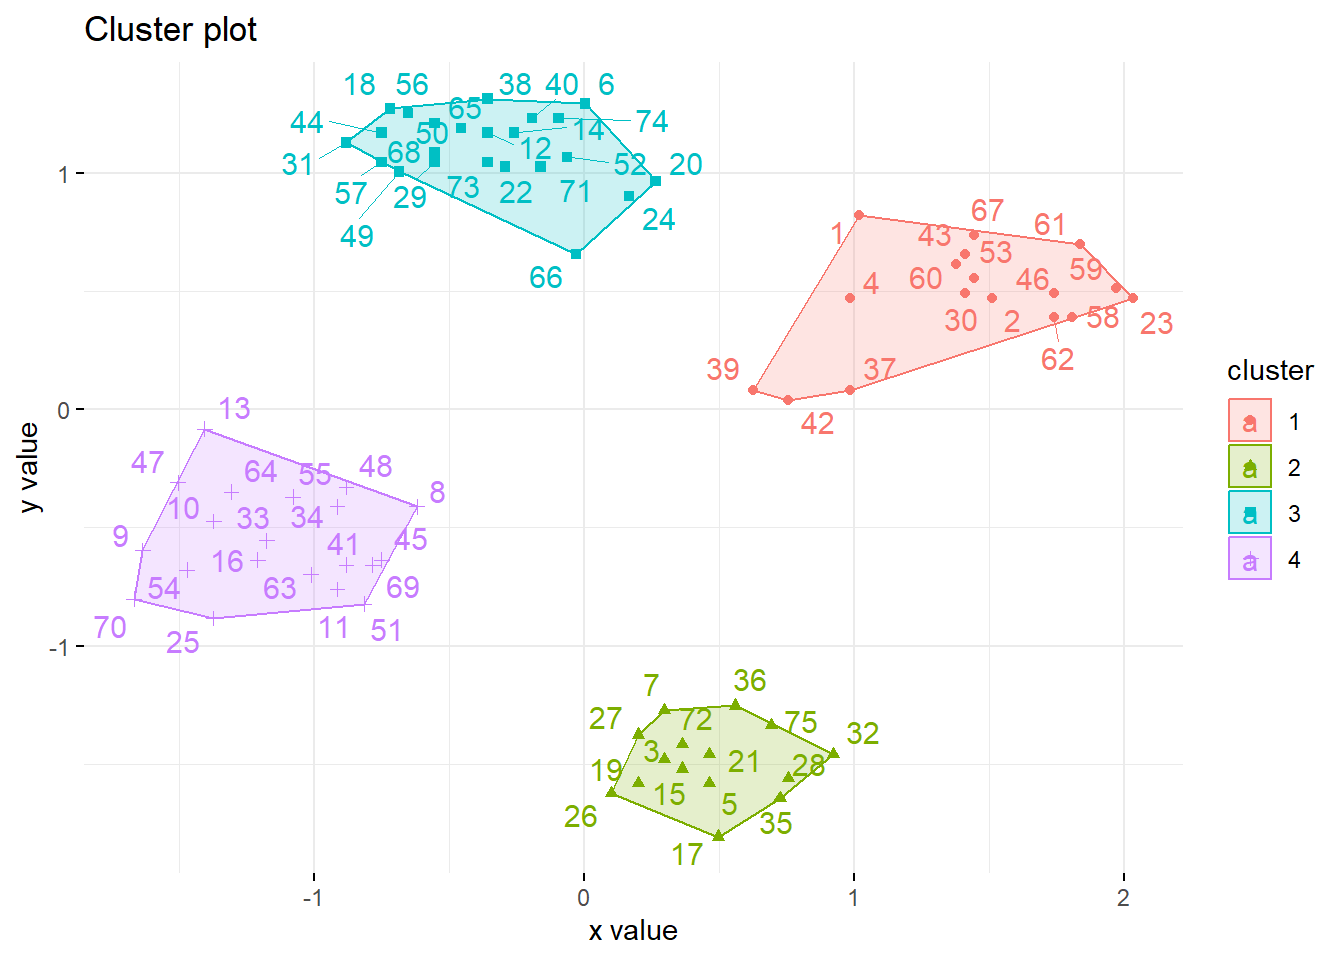 Cluster plot
18 56 38 40 6
65
44 50 14 74
12
31 68 52 20
57 29 73 22 71
49 24
66
67
1 43 61
53
60 4 46 59
30 2 58 23
62
39 37
42
13
47 64 55 48
10 33 34 8
9 16 41 45
54 63 69
70 25 11 51
7 36
27 72 75 32
3 21 28
19 15 5
26 35
17
1
0
-1
y value
-1 0 1 2
x value
cluster
a 1
a 2
a 3
a 4